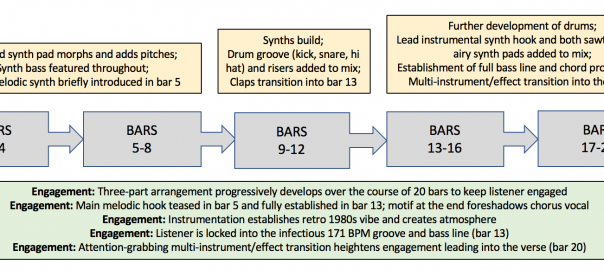 d synth pad morphs and adds pitches;
ynth bass featured throughout;
elodic synth briefly introduced in bar 5
Synths build;
Drum groove (kick, snare, hi
hat) and risers added to mix;
Claps transition into bar 13
Further development of drums;
Lead instrumental synth hook and both sawt
airy synth pads added to mix;
Establishment of full bass line and chord pro
Multi-instrument/effect transition into the
RS
4
BARS
5-8
BARS
9-12
BARS
13-16
BARS
17-2
Engagement: Three-part arrangement progressively develops over the course of 20 bars to keep listener engaged
Engagement: Main melodic hook teased in bar 5 and fully established in bar 13; motif at the end foreshadows chorus vocal
Engagement: Instrumentation establishes retro 1980s vibe and creates atmosphere
Engagement: Listener is locked into the infectious 171 BPM groove and bass line (bar 13)
Engagement: Attention-grabbing multi-instrument/effect transition heightens engagement leading into the verse (bar 20)